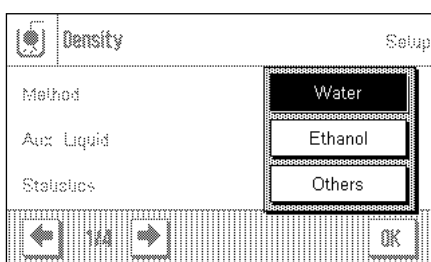 Density Setup
Method Water
Aux Liquid Ethanol
Statistics Others
1/4 OK